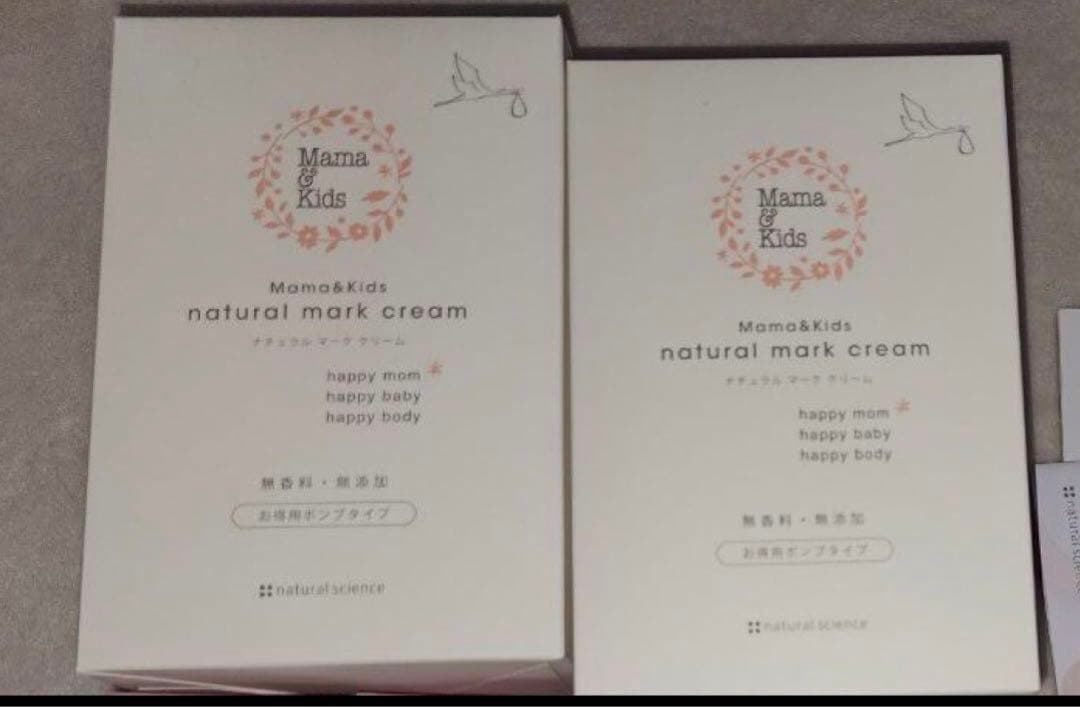 Mama
&
Kids
Mama&Kids
natural mark cream
ナチュラル マーク クリーム
happy mom
happy baby
happy body
無香料・無添加
お得用ポンプタイプ
natural science
Mama
&
Kids
Mama&Kids
natural mark cream
ナチュラル マーク クリーム
happy mom
happy baby
happy body
無香料・無添加
お得用ポンプタイプ
natural science
natural science